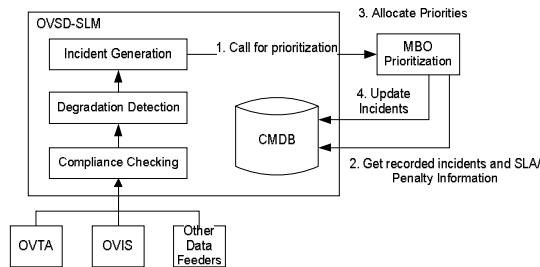 OVSD-SLM
3. Allocate Priorities
Incident Generation
1. Call for prioritization
MBO
Prioritization
Degradation Detection
4. Update
Incidents
CMDB
Compliance Checking
2. Get recorded incidents and SLA/
Penalty Information
OVTA
OVIS
Other
Data
Feeders